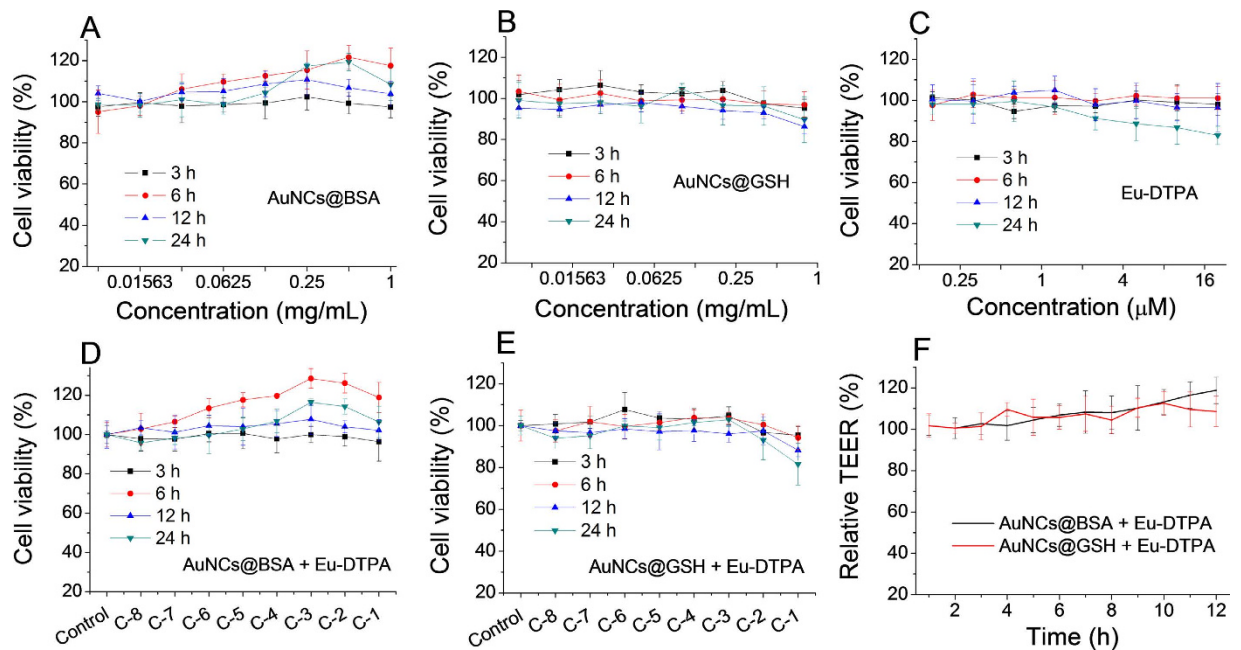 A
Cell viability (%)
120
100
80
60
40
20
3 h
6 h
12 h
24 h
AuNCs@BSA
0.01563 0.0625 0.25 1
Concentration (mg/mL)
B
Cell viability (%)
120
100
80
60
40
20
3 h
6 h
12 h
24 h
AuNCs@GSH
0.01563 0.0625 0.25 1
Concentration (mg/mL)
C
Cell viability (%)
120
100
80
60
40
20
3 h
6 h
12 h
24 h
Eu-DTPA
0.25 1 4 16
Concentration (μM)
D
Cell viability (%)
120
100
80
60
40
20
3 h
6 h
12 h
24 h
AuNCs@BSA + Eu-DTPA
Control C-8 C-7 C-6 C-5 C-4 C-3 C-2 C-1
E
Cell viability (%)
120
100
80
60
40
20
3 h
6 h
12 h
24 h
AuNCs@GSH + Eu-DTPA
Control C-8 C-7 C-6 C-5 C-4 C-3 C-2 C-1
F
Relative TEER (%)
120
100
80
60
40
20
AuNCs@BSA + Eu-DTPA
AuNCs@GSH + Eu-DTPA
2 4 6 8 10 12
Time (h)